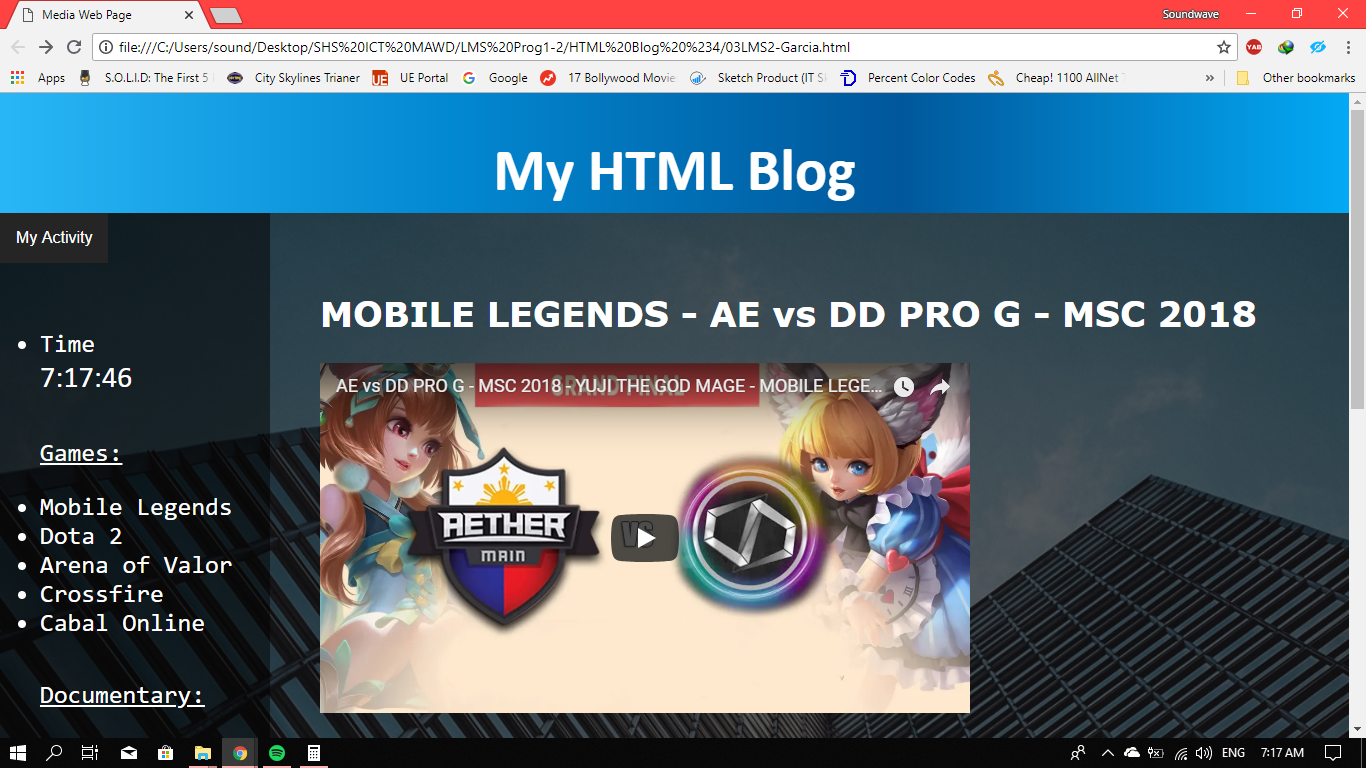 Media Web Page
Soundwave
file:///C:/Users/sound/Desktop/SHS%20ICT%20MAWD/LMS%20Prog1-2/HTML%20Blog%20%234/03LMS2-Garcia.html
YAB
Apps S.O.L.I.D: The First 5 City Skylines Trianer UE UE Portal Google 17 Bollywood Movie Sketch Product (IT S Percent Color Codes Cheap! 1100 AllNet » Other bookmarks
My HTML Blog
My Activity
MOBILE LEGENDS - AE vs DD PRO G - MSC 2018
Time
7:17:46
Games:
Mobile Legends
Dota 2
Arena of Valor
Crossfire
Cabal Online
Documentary:
AE vs DD PRO G - MSC 2018 - YUJI THE GOD MAGE - MOBILE LEGE...
GRAND FINAL
AETHER
MAIN
VS
ENG 7:17 AM